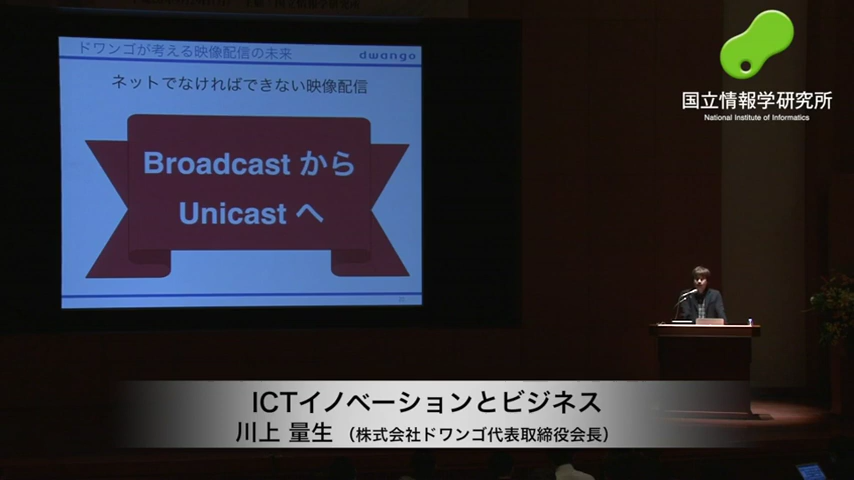 ドワンゴが考える映像配信の未来
dwango
ネットでなければできない映像配信
Broadcast から
Unicast へ
国立情報学研究所
National Institute of Informatics
ICTイノベーションとビジネス
川上 量生 （株式会社ドワンゴ代表取締役会長）